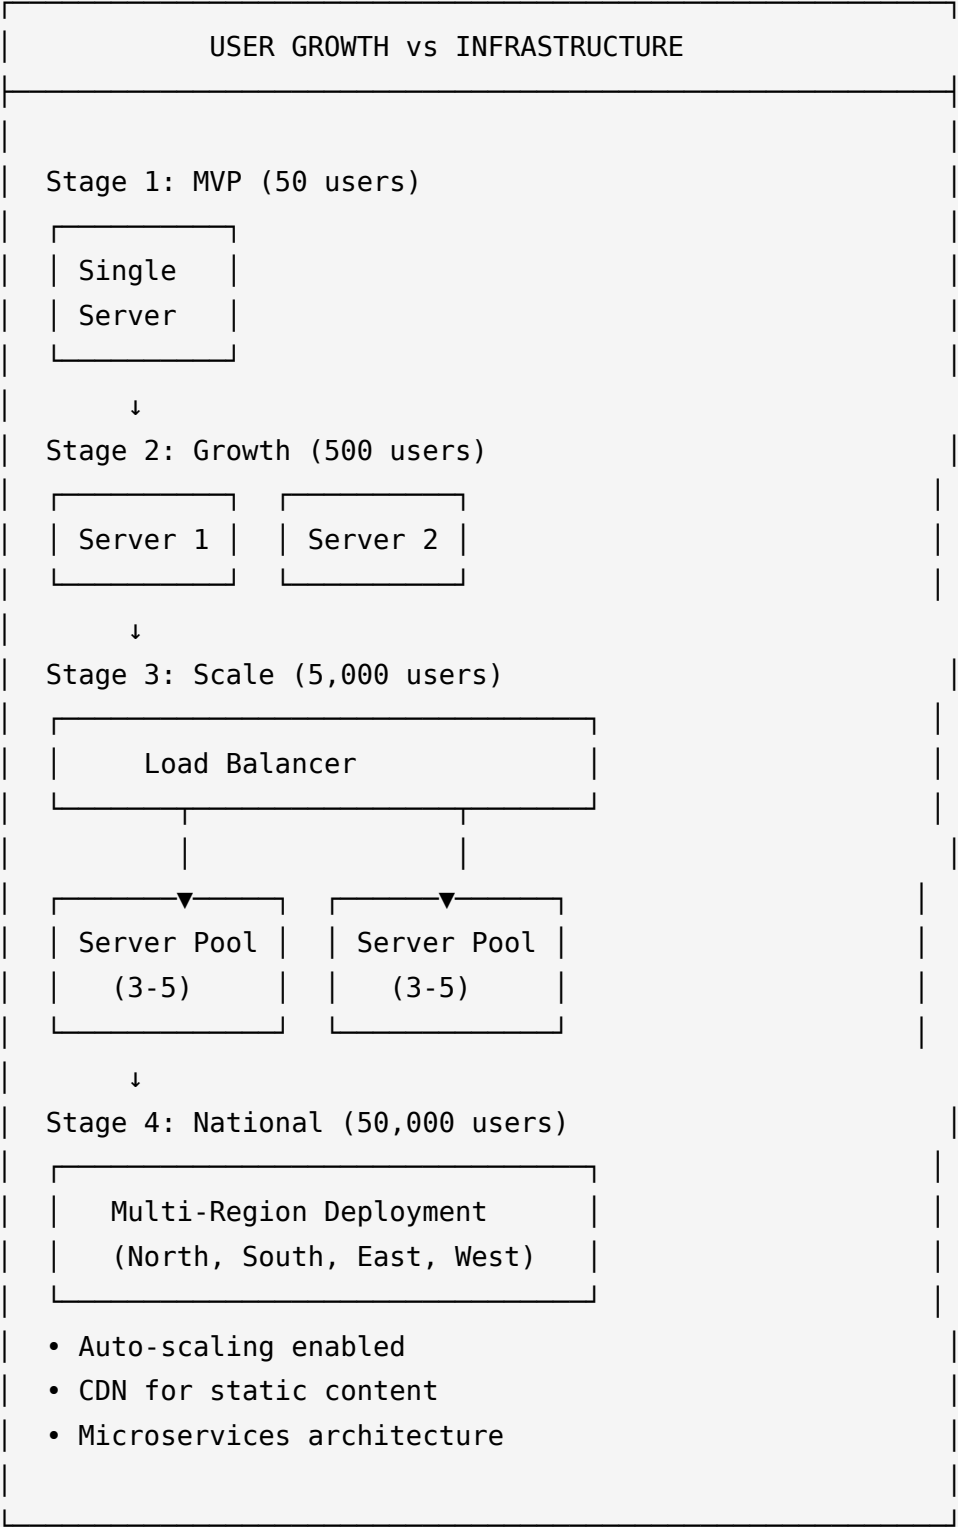 USER GROWTH vs INFRASTRUCTURE
Stage 1: MVP (50 users)
Single
Server
↓
Stage 2: Growth (500 users)
Server 1 Server 2
↓
Stage 3: Scale (5,000 users)
Load Balancer
Server Pool Server Pool
(3-5) (3-5)
↓
Stage 4: National (50,000 users)
Multi-Region Deployment
(North, South, East, West)
• Auto-scaling enabled
• CDN for static content
• Microservices architecture